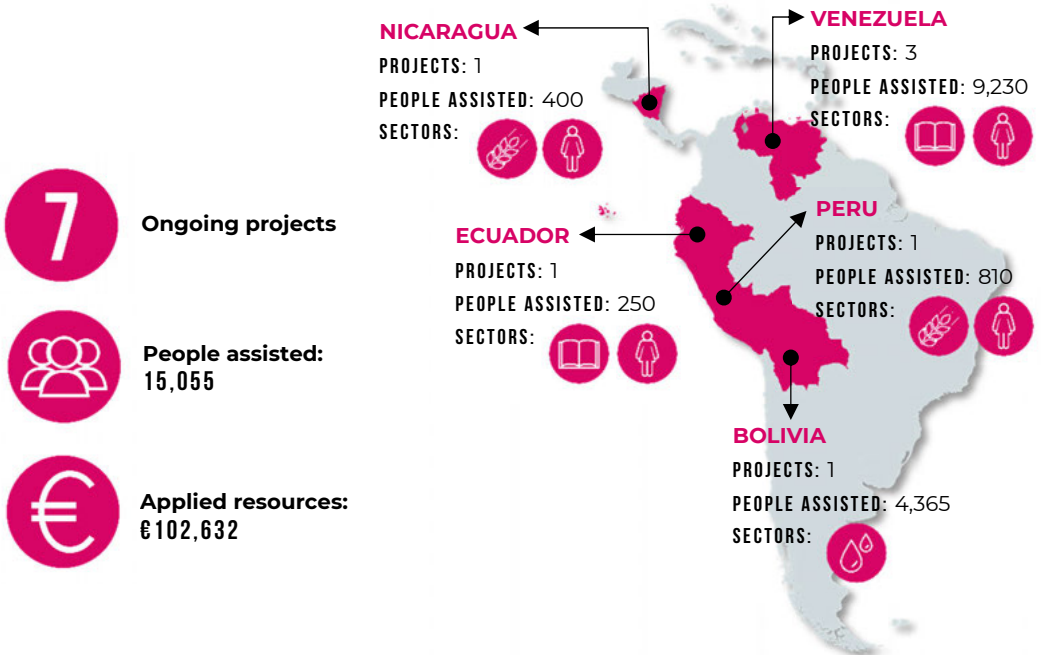 7
Ongoing projects
People assisted:
15,055
€
Applied resources:
€102,632
NICARAGUA
PROJECTS: 1
PEOPLE ASSISTED: 400
SECTORS:
VENEZUELA
PROJECTS: 3
PEOPLE ASSISTED: 9,230
SECTORS:
ECUADOR
PROJECTS: 1
PEOPLE ASSISTED: 250
SECTORS:
PERU
PROJECTS: 1
PEOPLE ASSISTED: 810
SECTORS:
BOLIVIA
PROJECTS: 1
PEOPLE ASSISTED: 4,365
SECTORS: